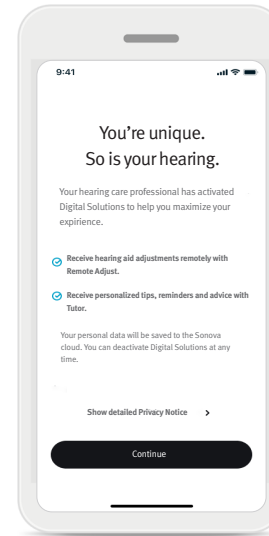 9:41
You're unique.
So is your hearing.
Your hearing care professional has activated
Digital Solutions to help you maximize your
expirience.
Receive hearing aid adjustments remotely with
Remote Adjust.
Receive personalized tips, reminders and advice with
Tutor.
Your personal data will be saved to the Sonova
cloud. You can deactivate Digital Solutions at any
time.
Show detailed Privacy Notice
Continue